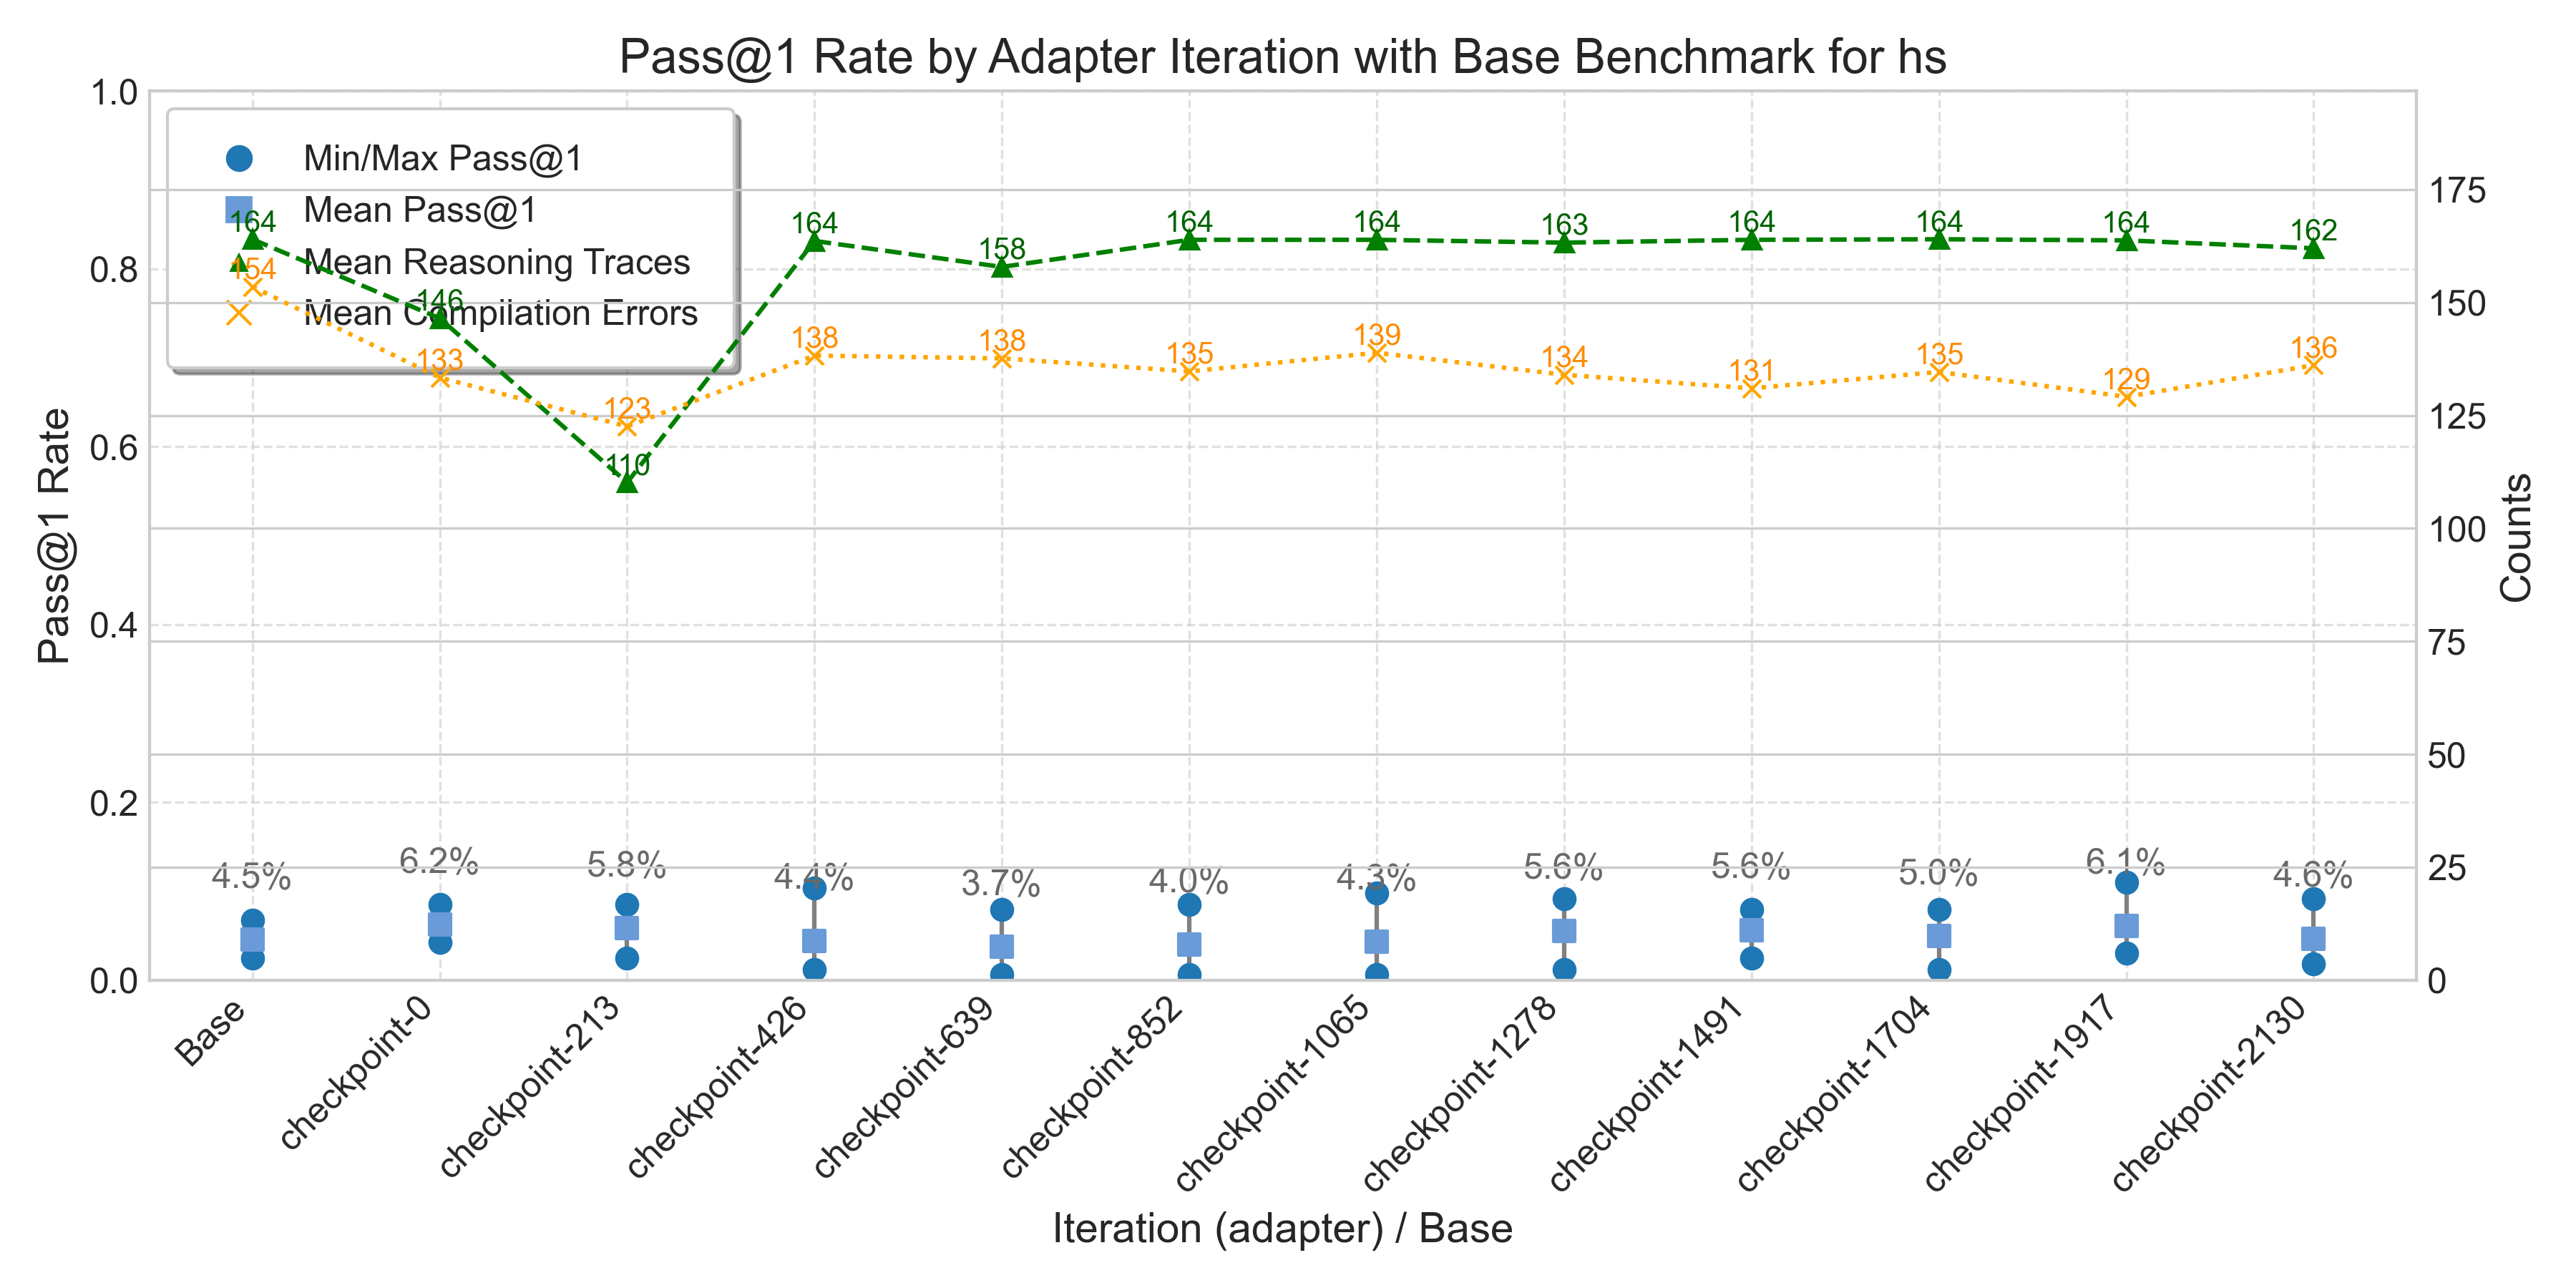 Pass@1 Rate by Adapter Iteration with Base Benchmark for hs
Pass@1 Rate
1.0
0.8
0.6
0.4
0.2
0.0
Min/Max Pass@1
Mean Pass@1
Mean Reasoning Traces
Mean Compilation Errors
164
146
110
164
158
164
164
163
164
164
164
162
154
133
123
138
138
135
139
134
131
135
129
136
4.5%
6.2%
5.8%
4.4%
3.7%
4.0%
4.3%
5.6%
5.6%
5.0%
6.1%
4.6%
175
150
125
100
75
50
25
0
Counts
Base
checkpoint-0
checkpoint-213
checkpoint-426
checkpoint-639
checkpoint-852
checkpoint-1065
checkpoint-1278
checkpoint-1491
checkpoint-1704
checkpoint-1917
checkpoint-2130
Iteration (adapter) / Base